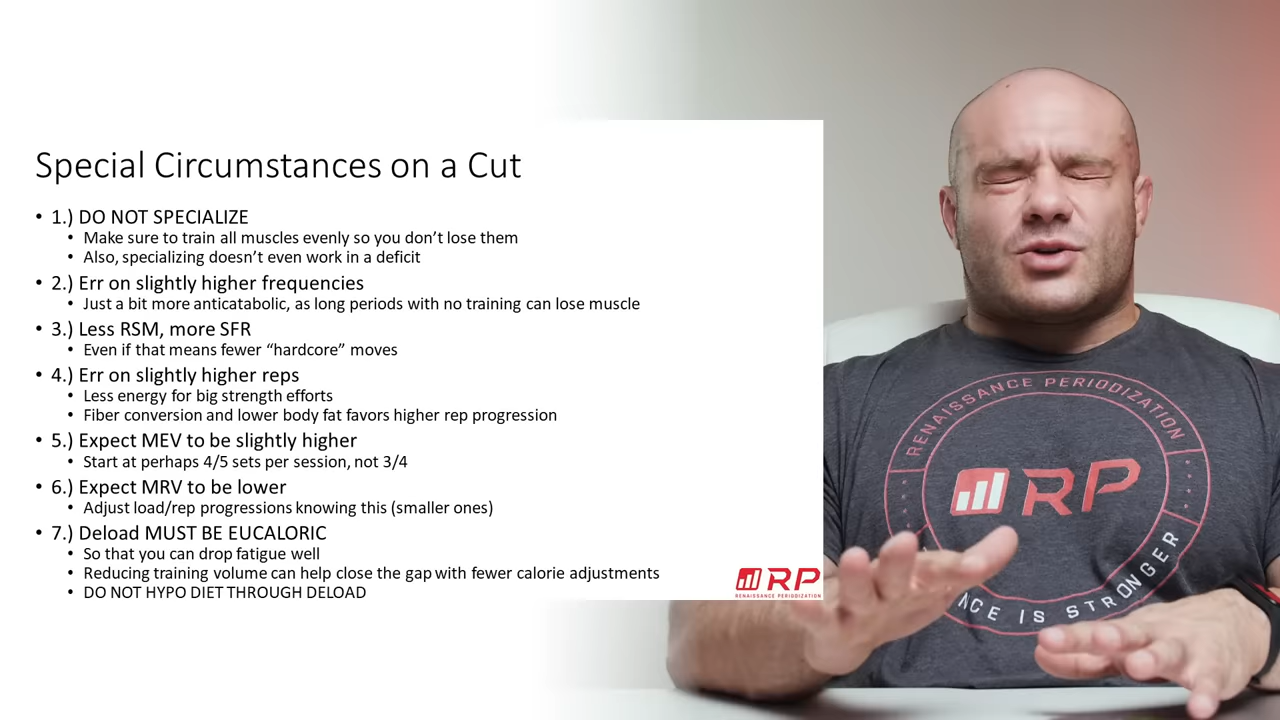 Special Circumstances on a Cut
• 1.) DO NOT SPECIALIZE
• Make sure to train all muscles evenly so you don't lose them
• Also, specializing doesn't even work in a deficit
• 2.) Err on slightly higher frequencies
• Just a bit more anticatabolic, as long periods with no training can lose muscle
• 3.) Less RSM, more SFR
• Even if that means fewer “hardcore” moves
• 4.) Err on slightly higher reps
• Less energy for big strength efforts
• Fiber conversion and lower body fat favors higher rep progression
• 5.) Expect MEV to be slightly higher
• Start at perhaps 4/5 sets per session, not 3/4
• 6.) Expect MRV to be lower
• Adjust load/rep progressions knowing this (smaller ones)
• 7.) Deload MUST BE EUCALORIC
• So that you can drop fatigue well
• Reducing training volume can help close the gap with fewer calorie adjustments
• DO NOT HYPO DIET THROUGH DELOAD
RP
RENAISSANCE PERIODIZATION
RENAISSANCE PERIODIZATION
RP
NCE IS STRONGER